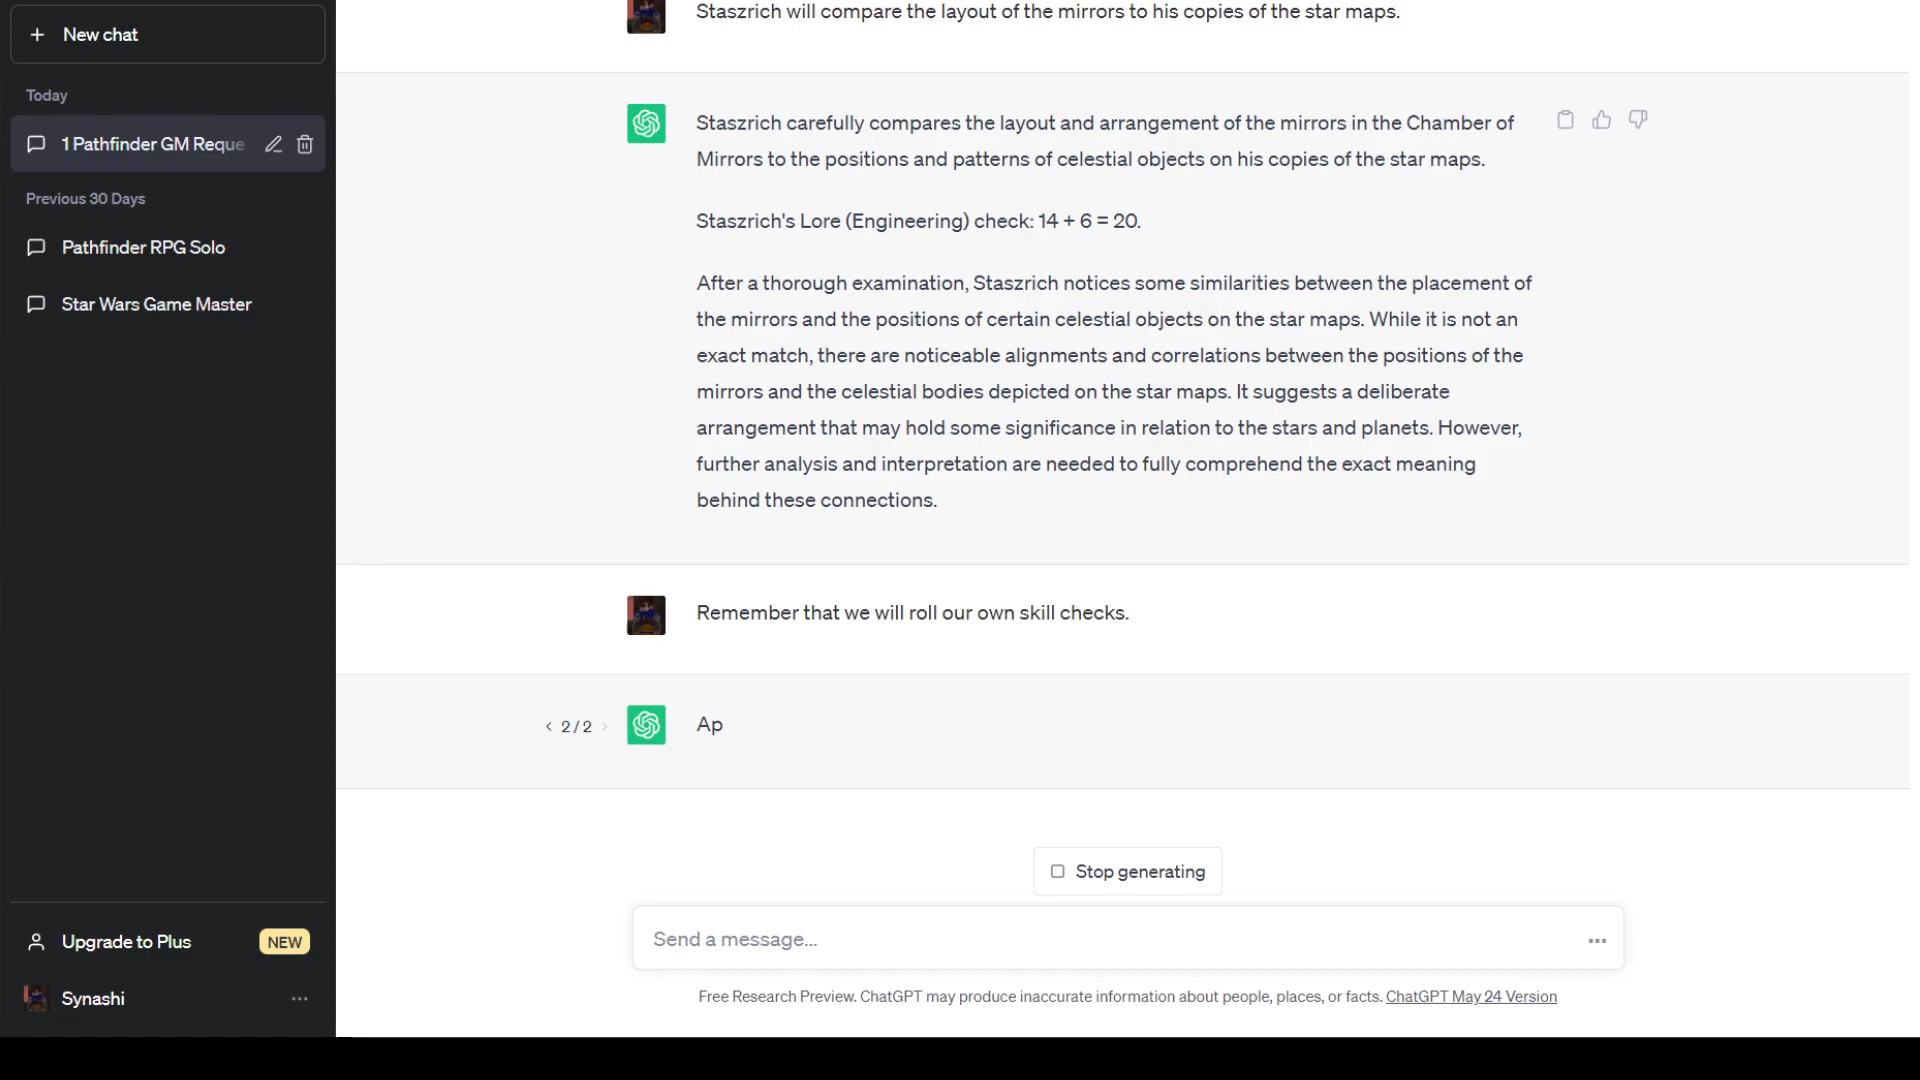 New chat
Today
1 Pathfinder GM Reque
Previous 30 Days
Pathfinder RPG Solo
Star Wars Game Master
Upgrade to Plus
NEW
Synashi
Staszrich will compare the layout of the mirrors to his copies of the star maps.
Staszrich carefully compares the layout and arrangement of the mirrors in the Chamber of
Mirrors to the positions and patterns of celestial objects on his copies of the star maps.
Staszrich's Lore (Engineering) check: 14 + 6 = 20.
After a thorough examination, Staszrich notices some similarities between the placement of
the mirrors and the positions of certain celestial objects on the star maps. While it is not an
exact match, there are noticeable alignments and correlations between the positions of the
mirrors and the celestial bodies depicted on the star maps. It suggests a deliberate
arrangement that may hold some significance in relation to the stars and planets. However,
further analysis and interpretation are needed to fully comprehend the exact meaning
behind these connections.
Remember that we will roll our own skill checks.
< 2 / 2 >
Ap
Stop generating
Send a message...
Free Research Preview. ChatGPT may produce inaccurate information about people, places, or facts. ChatGPT May 24 Version